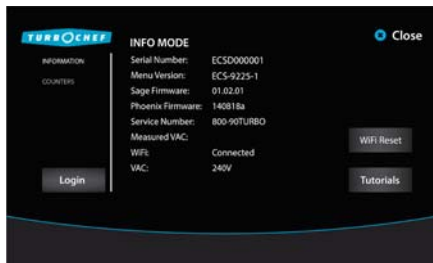 TURBOCHEF
INFO MODE
Close
INFORMATION
COUNTERS
Serial Number: ECSD000001
Menu Version: ECS-9225-1
Sage Firmware: 01.02.01
Phoenix Firmware: 140818a
Service Number: 800-90TURBO
Measured VAC:
WiFi: Connected
VAC: 240V
WiFi Reset
Login
Tutorials